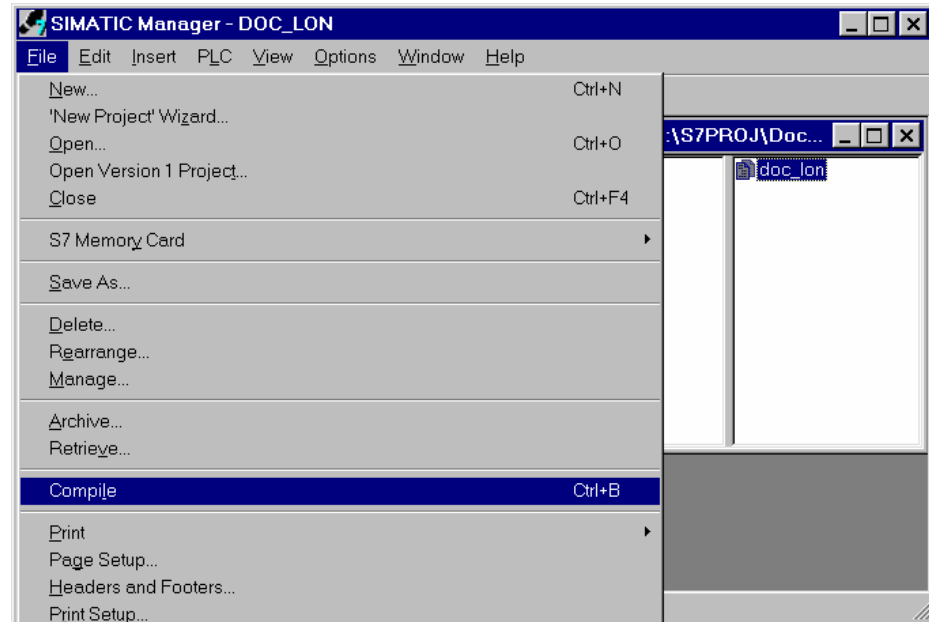 SIMATIC Manager - DOC_LON
File Edit Insert PLC View Options Window Help
New... Ctrl+N
'New Project' Wizard...
Open... Ctrl+O
Open Version 1 Project...
Close Ctrl+F4
S7 Memory Card
Save As...
Delete...
Rearrange...
Manage...
Archive...
Retrieve...
Compile Ctrl+B
Print
Page Setup...
Headers and Footers...
Print Setup...
:\S7PROJ\Doc...
doc_lon